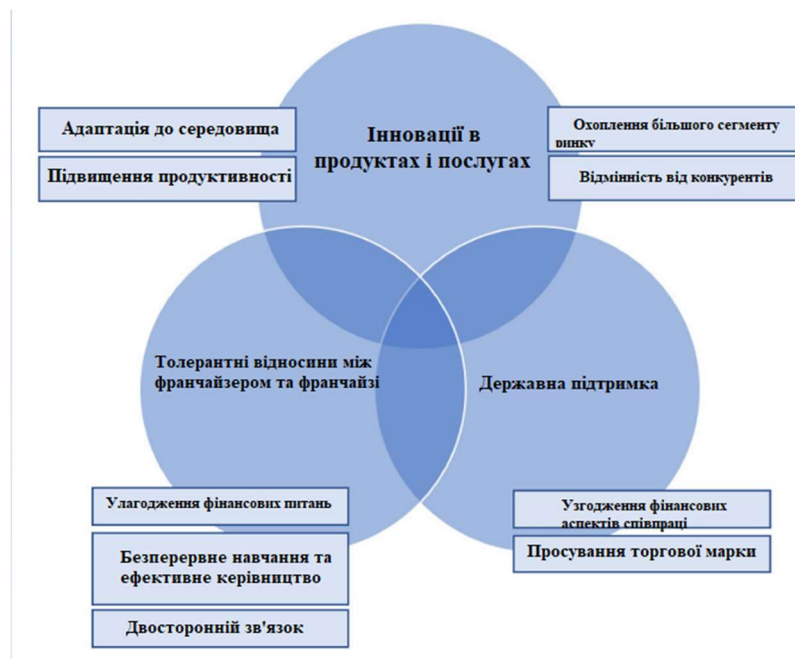 Інновації в
продуктах і послугах
Адаптація до середовища
Підвищення продуктивності
Охоплення більшого сегменту
ринку
Відмінність від конкурентів
Толерантні відносини між
франчайзером та франчайзі
Державна підтримка
Улагодження фінансових питань
Безперервне навчання та
ефективне керівництво
Двосторонній зв'язок
Узгодження фінансових
аспектів співпраці
Просування торгової марки